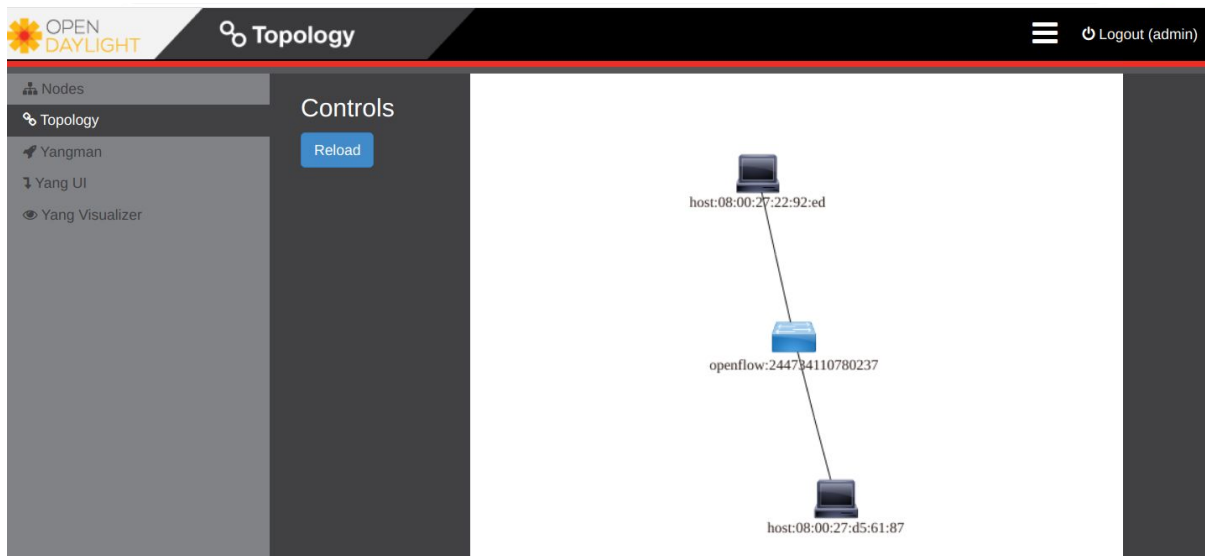 OPEN
DAYLIGHT
Topology
Logout (admin)
Nodes
Topology
Yangman
Yang UI
Yang Visualizer
Controls
Reload
host:08:00:27:22:92:ed
openflow:244734110780237
host:08:00:27:d5:61:87